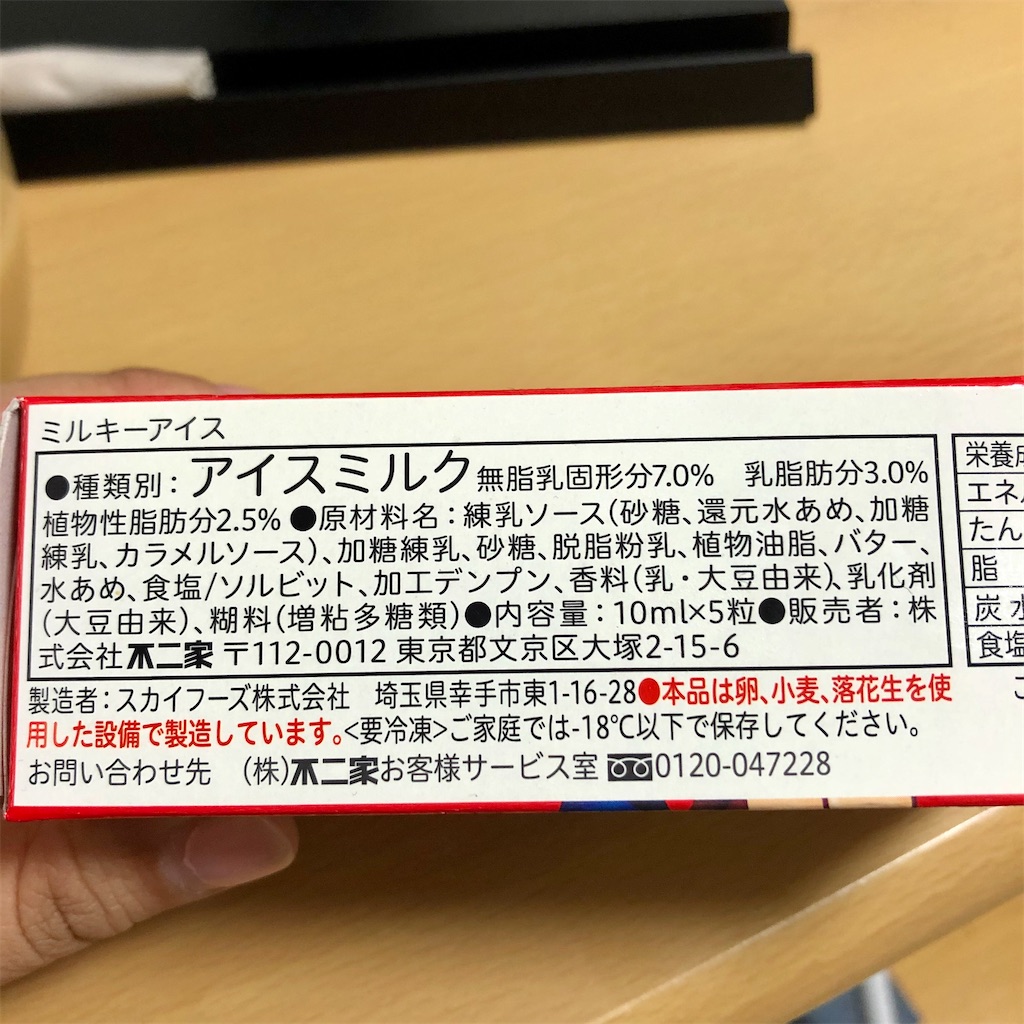 ミルキーアイス
●種類別：アイスミルク 無脂乳固形分7.0%　乳脂肪分3.0%
植物性脂肪分2.5% ●原材料名：練乳ソース(砂糖、還元水あめ、加糖
練乳、カラメルソース)、加糖練乳、砂糖、脱脂粉乳、植物油脂、バター、
水あめ、食塩/ソルビット、加工デンプン、香料(乳・大豆由来)、乳化剤
(大豆由来)、糊料(増粘多糖類)●内容量：10ml×5粒●販売者：株
式会社不二家 〒112-0012 東京都文京区大塚2-15-6
製造者：スカイフーズ株式会社　埼玉県幸手市東1-16-28●本品は卵、小麦、落花生を使
用した設備で製造しています。<要冷凍>ご家庭では-18℃以下で保存してください。
お問い合わせ先　(株)不二家お客様サービス室 0120-047228
栄養成
エネル
たん
脂
炭水
食塩